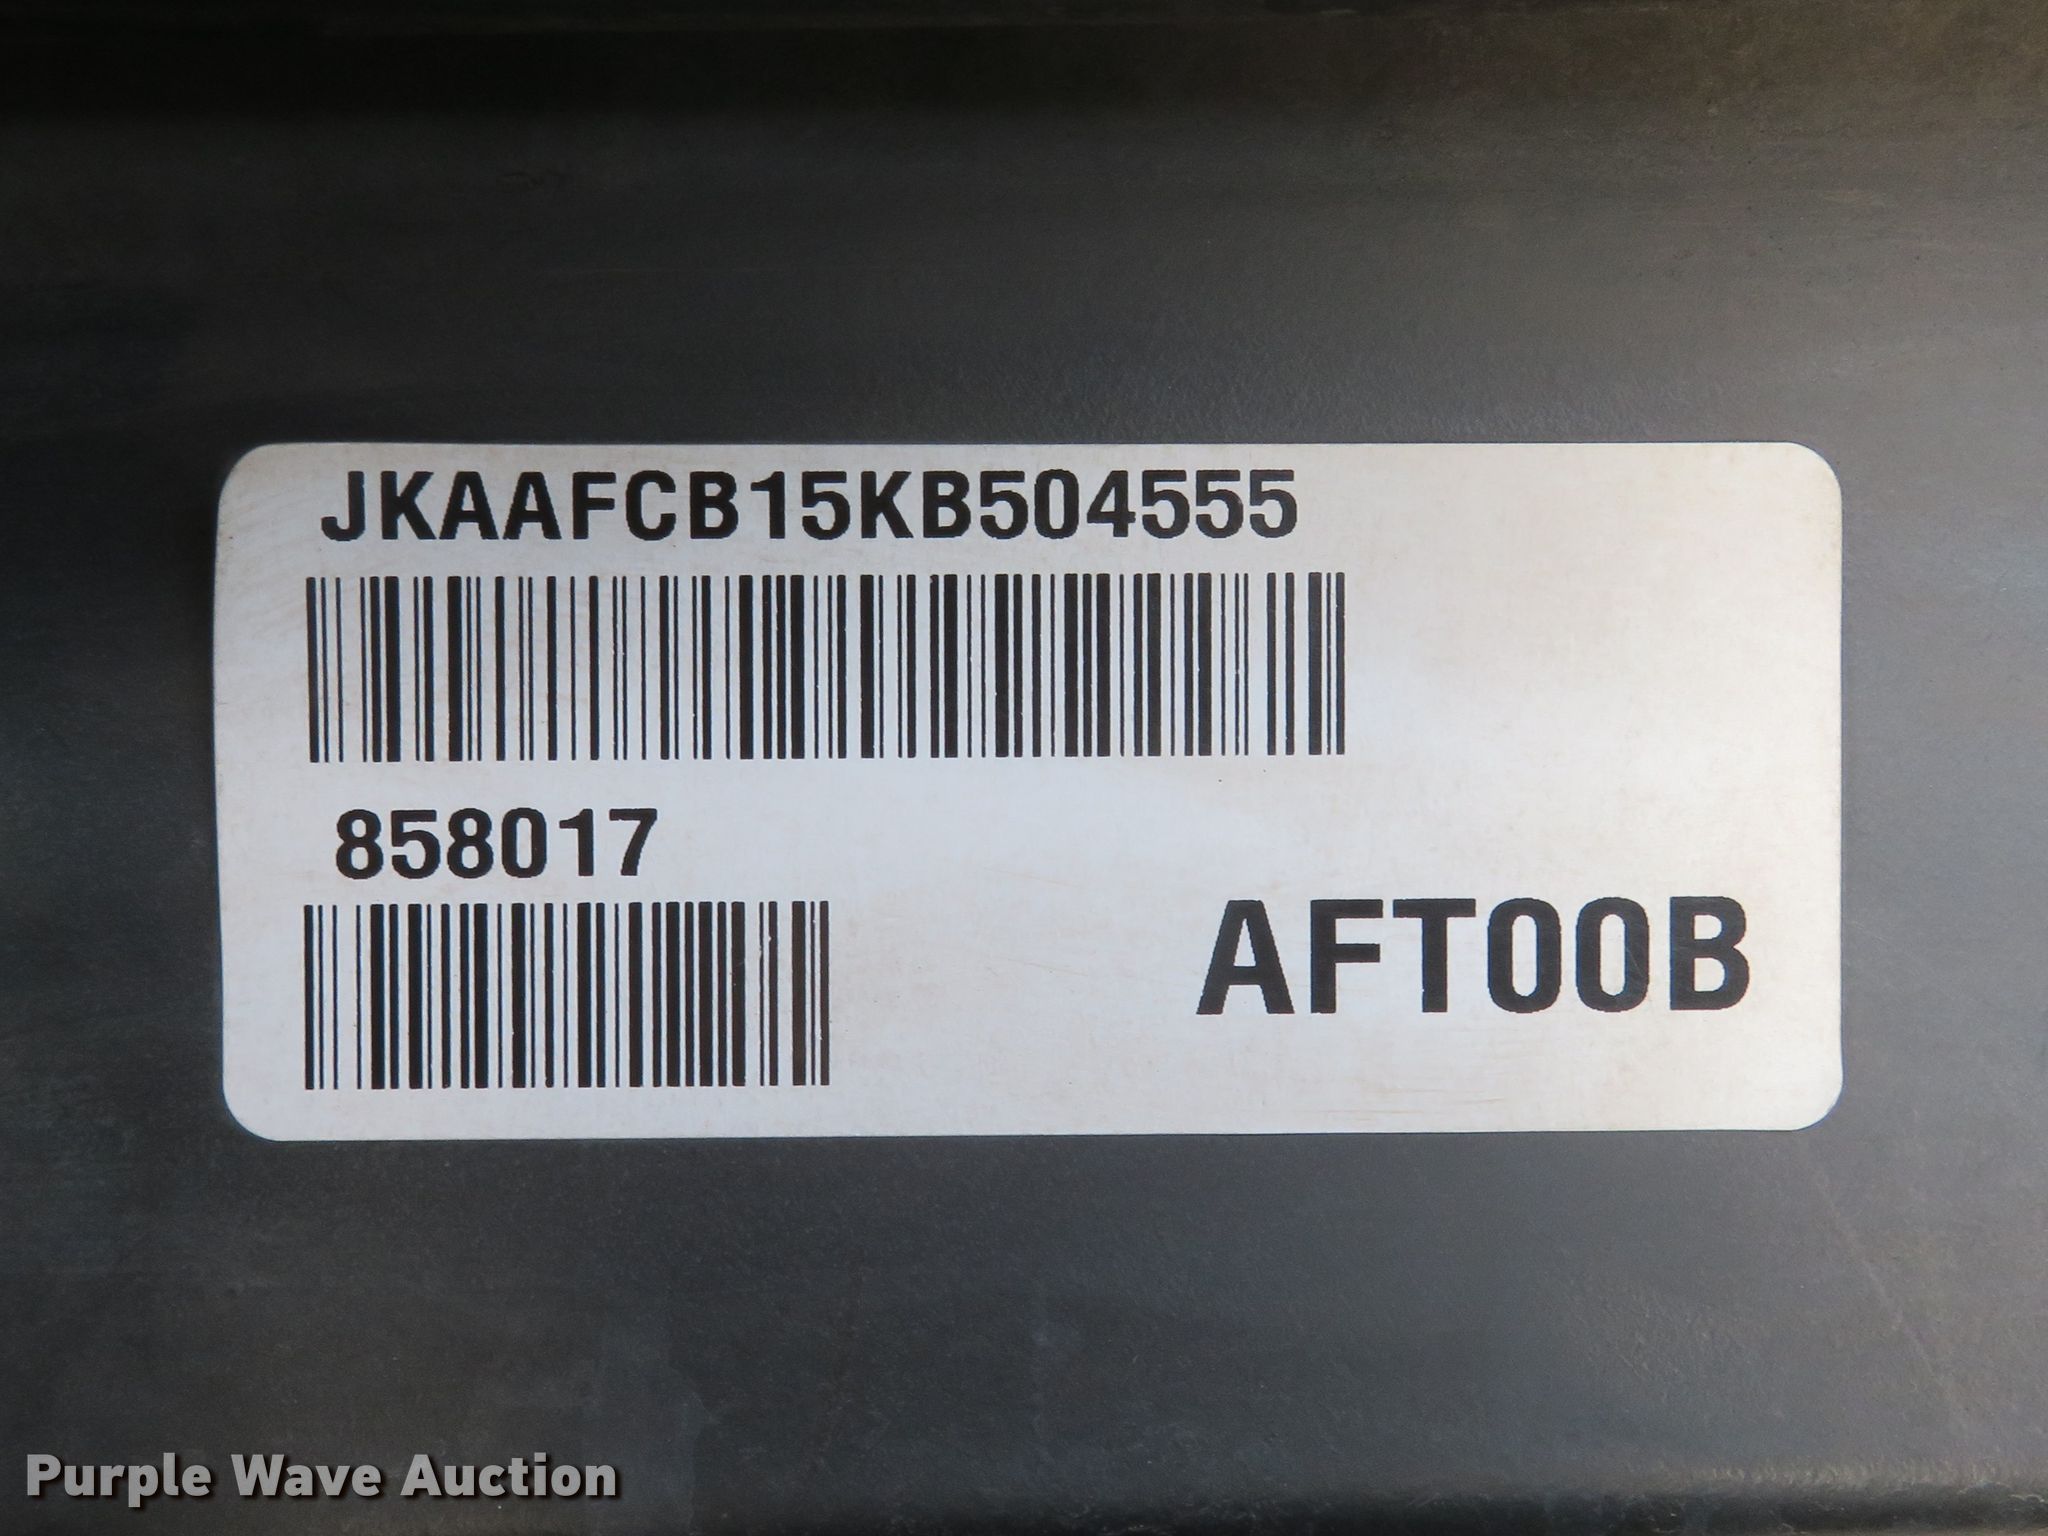 JKAAFCB15KB504555
858017
AFT00B
Purple Wave Auction